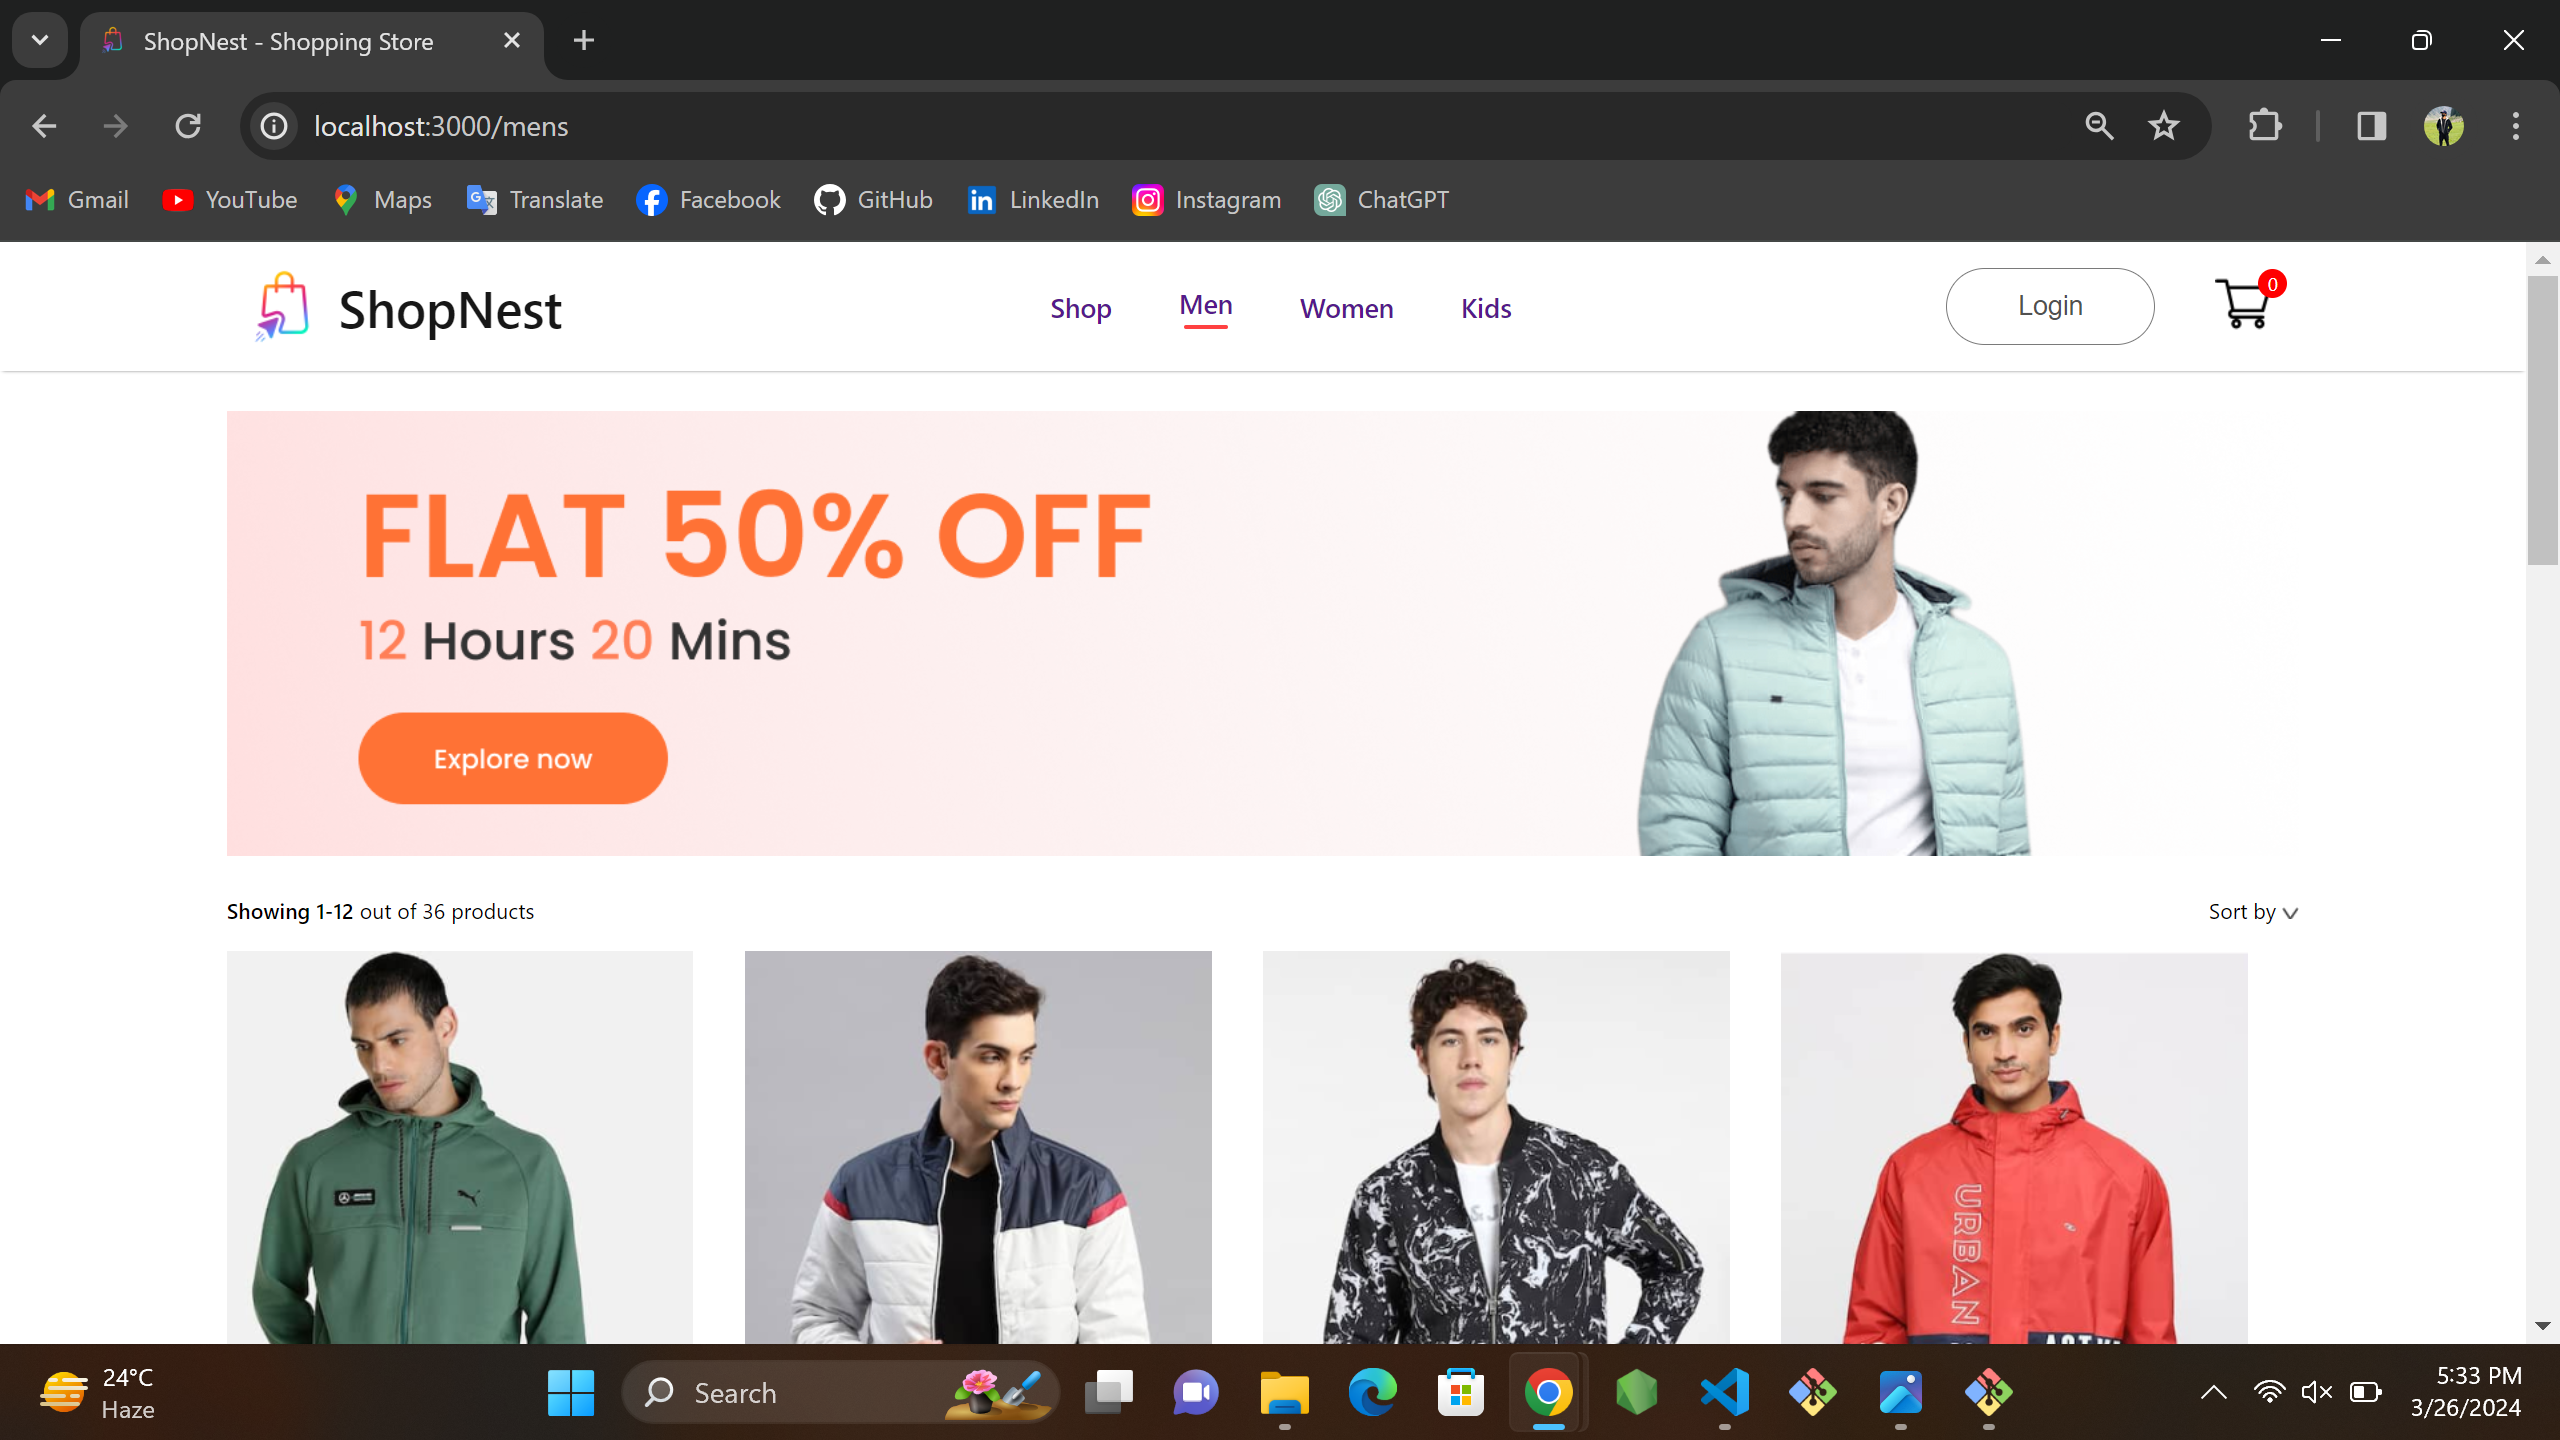 ShopNest - Shopping Store
localhost:3000/mens
Gmail YouTube Maps Translate Facebook GitHub LinkedIn Instagram ChatGPT
ShopNest Shop Men Women Kids Login 0
FLAT 50% OFF
12 Hours 20 Mins
Explore now
Showing 1-12 out of 36 products Sort by
URBAN
24°C
Haze
Search
5:33 PM
3/26/2024